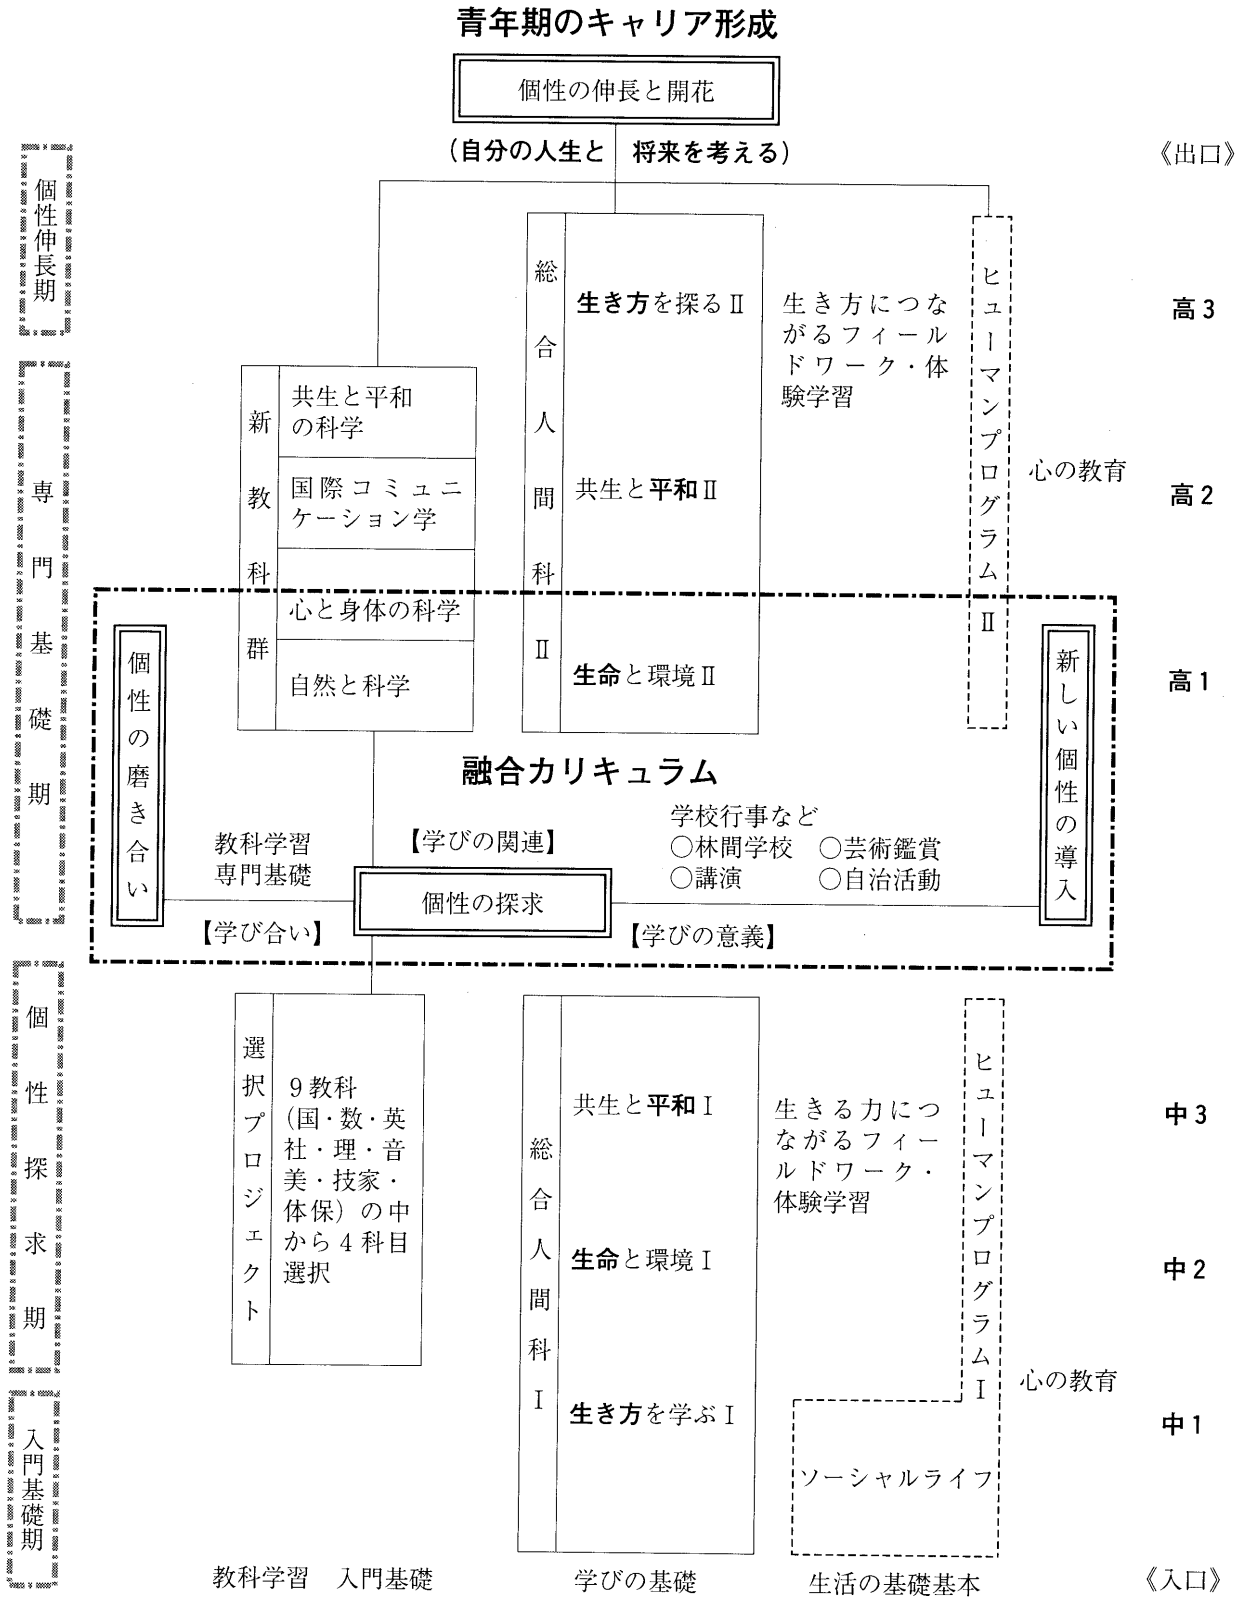 青年期のキャリア形成
個性の伸長と開花
(自分の人生と 将来を考える)
《出口》
個性伸長期
専門基礎期
個性探求期
入門基礎期
新教科群
共生と平和
の科学
国際コミュニ
ケーション学
心と身体の科学
自然と科学
総合人間科Ⅱ
生き方を探るⅡ
共生と平和Ⅱ
生命と環境Ⅱ
生き方につな
がるフィール
ドワーク・体
験学習
ヒューマンプログラムⅡ
心の教育
高3
高2
高1
個性の磨き合い
新しい個性の導入
融合カリキュラム
教科学習
専門基礎
【学びの関連】
学校行事など
○林間学校 ○芸術鑑賞
○講演 ○自治活動
個性の探求
【学び合い】
【学びの意義】
選択プロジェクト
9教科
(国・数・英
社・理・音
美・技家・
体保)の中
から4科目
選択
総合人間科Ⅰ
共生と平和Ⅰ
生命と環境Ⅰ
生き方を学ぶⅠ
生きる力につ
ながるフィー
ルドワーク・
体験学習
ヒューマンプログラムⅠ
ソーシャルライフ
心の教育
中3
中2
中1
教科学習 入門基礎
学びの基礎
生活の基礎基本
《入口》